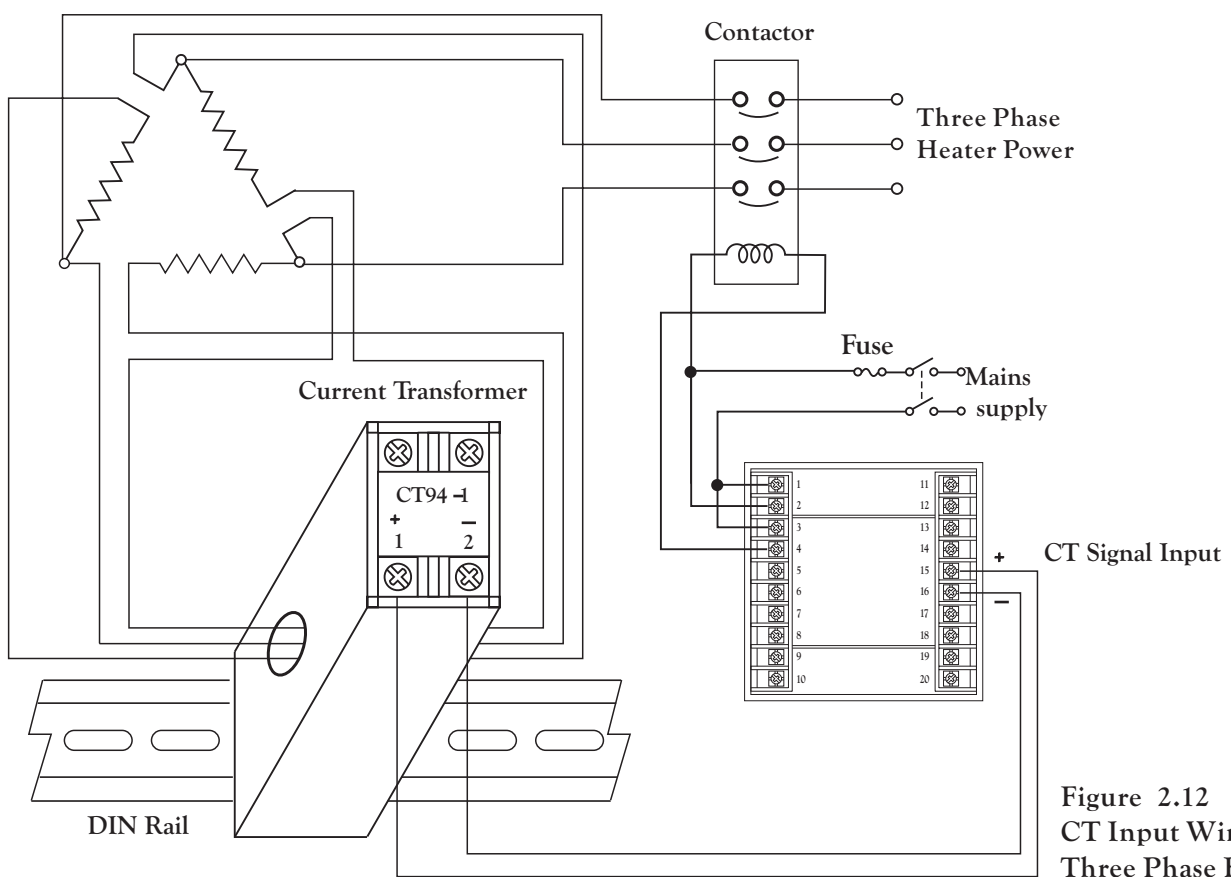 Contactor
Three Phase
Heater Power
Fuse
Mains
supply
Current Transformer
CT94 -1
+ −
1 2
1 11
2 12
3 13
4 14
5 15
6 16
7 17
8 18
9 19
10 20
+
CT Signal Input
−
DIN Rail
Figure 2.12
CT Input
Three Phase